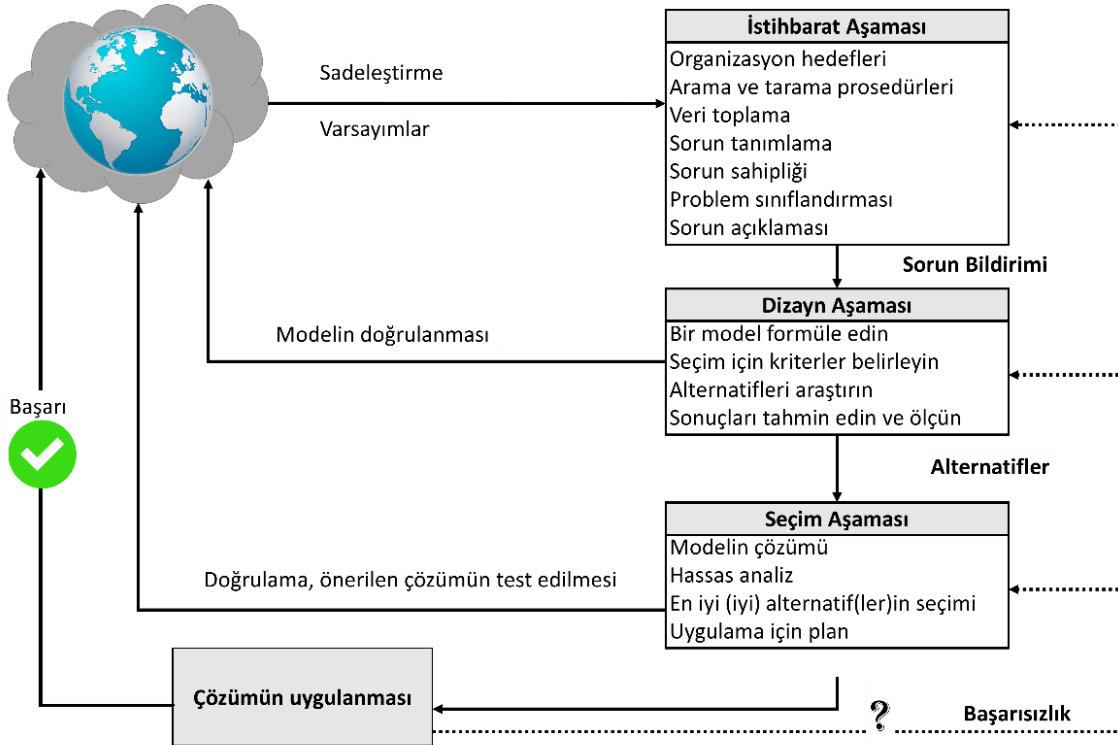 İstihbarat Aşaması
Organizasyon hedefleri
Arama ve tarama prosedürleri
Veri toplama
Sorun tanımlama
Sorun sahipliği
Problem sınıflandırması
Sorun açıklaması
Sadeleştirme
Varsayımlar
Sorun Bildirimi
Dizayn Aşaması
Bir model formüle edin
Seçim için kriterler belirleyin
Alternatifleri araştırın
Sonuçları tahmin edin ve ölçün
Modelin doğrulanması
Başarı
Alternatifler
Seçim Aşaması
Modelin çözümü
Hassas analiz
En iyi (iyi) alternatif(ler)in seçimi
Uygulama için plan
Doğrulama, önerilen çözümün test edilmesi
Çözümün uygulanması
?
Başarısızlık